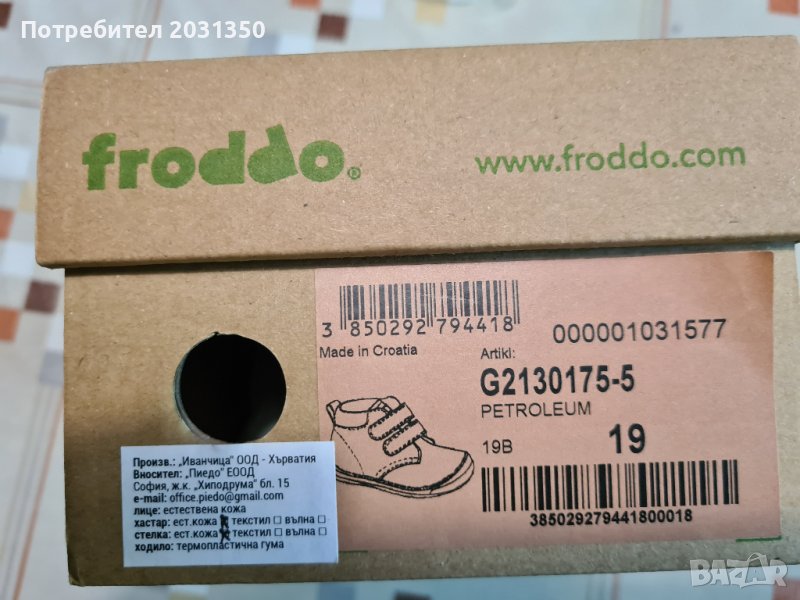 Потребител 2031350
froddo®
www.froddo.com
3 850292 794418
000001031577
Made in Croatia
Artikl:
G2130175-5
PETROLEUM
19B
19
385029279441800018
Произв.: „Иванчица" ООД - Хърватия
Вносител: „Пиедо" ЕООД
София, ж.к. „Хиподрума" бл. 15
e-mail: office.piedo@gmail.com
лице: естествена кожа
хастар: ест.кожа ☒ текстил ☐ вълна ☐
стелка: ест.кожа ☒ текстил ☐ вълна ☐
ходило: термопластична гума
BAZAR